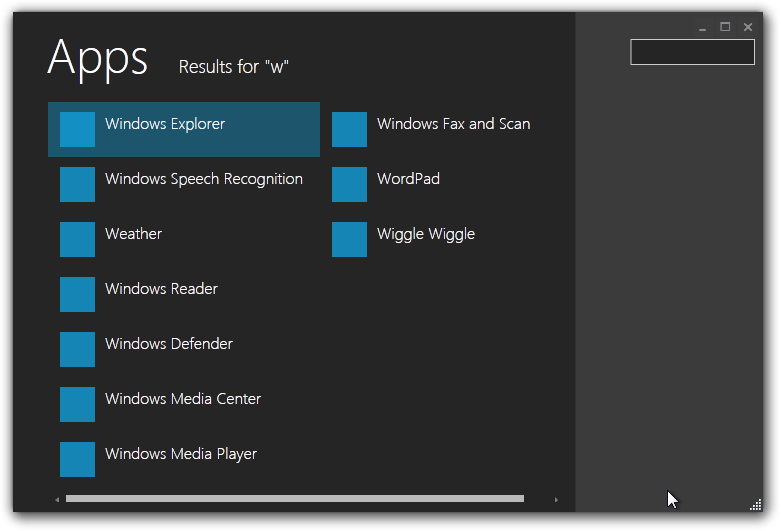 Apps Results for "w"
Windows Explorer
Windows Speech Recognition
Weather
Windows Reader
Windows Defender
Windows Media Center
Windows Media Player
Windows Fax and Scan
WordPad
Wiggle Wiggle